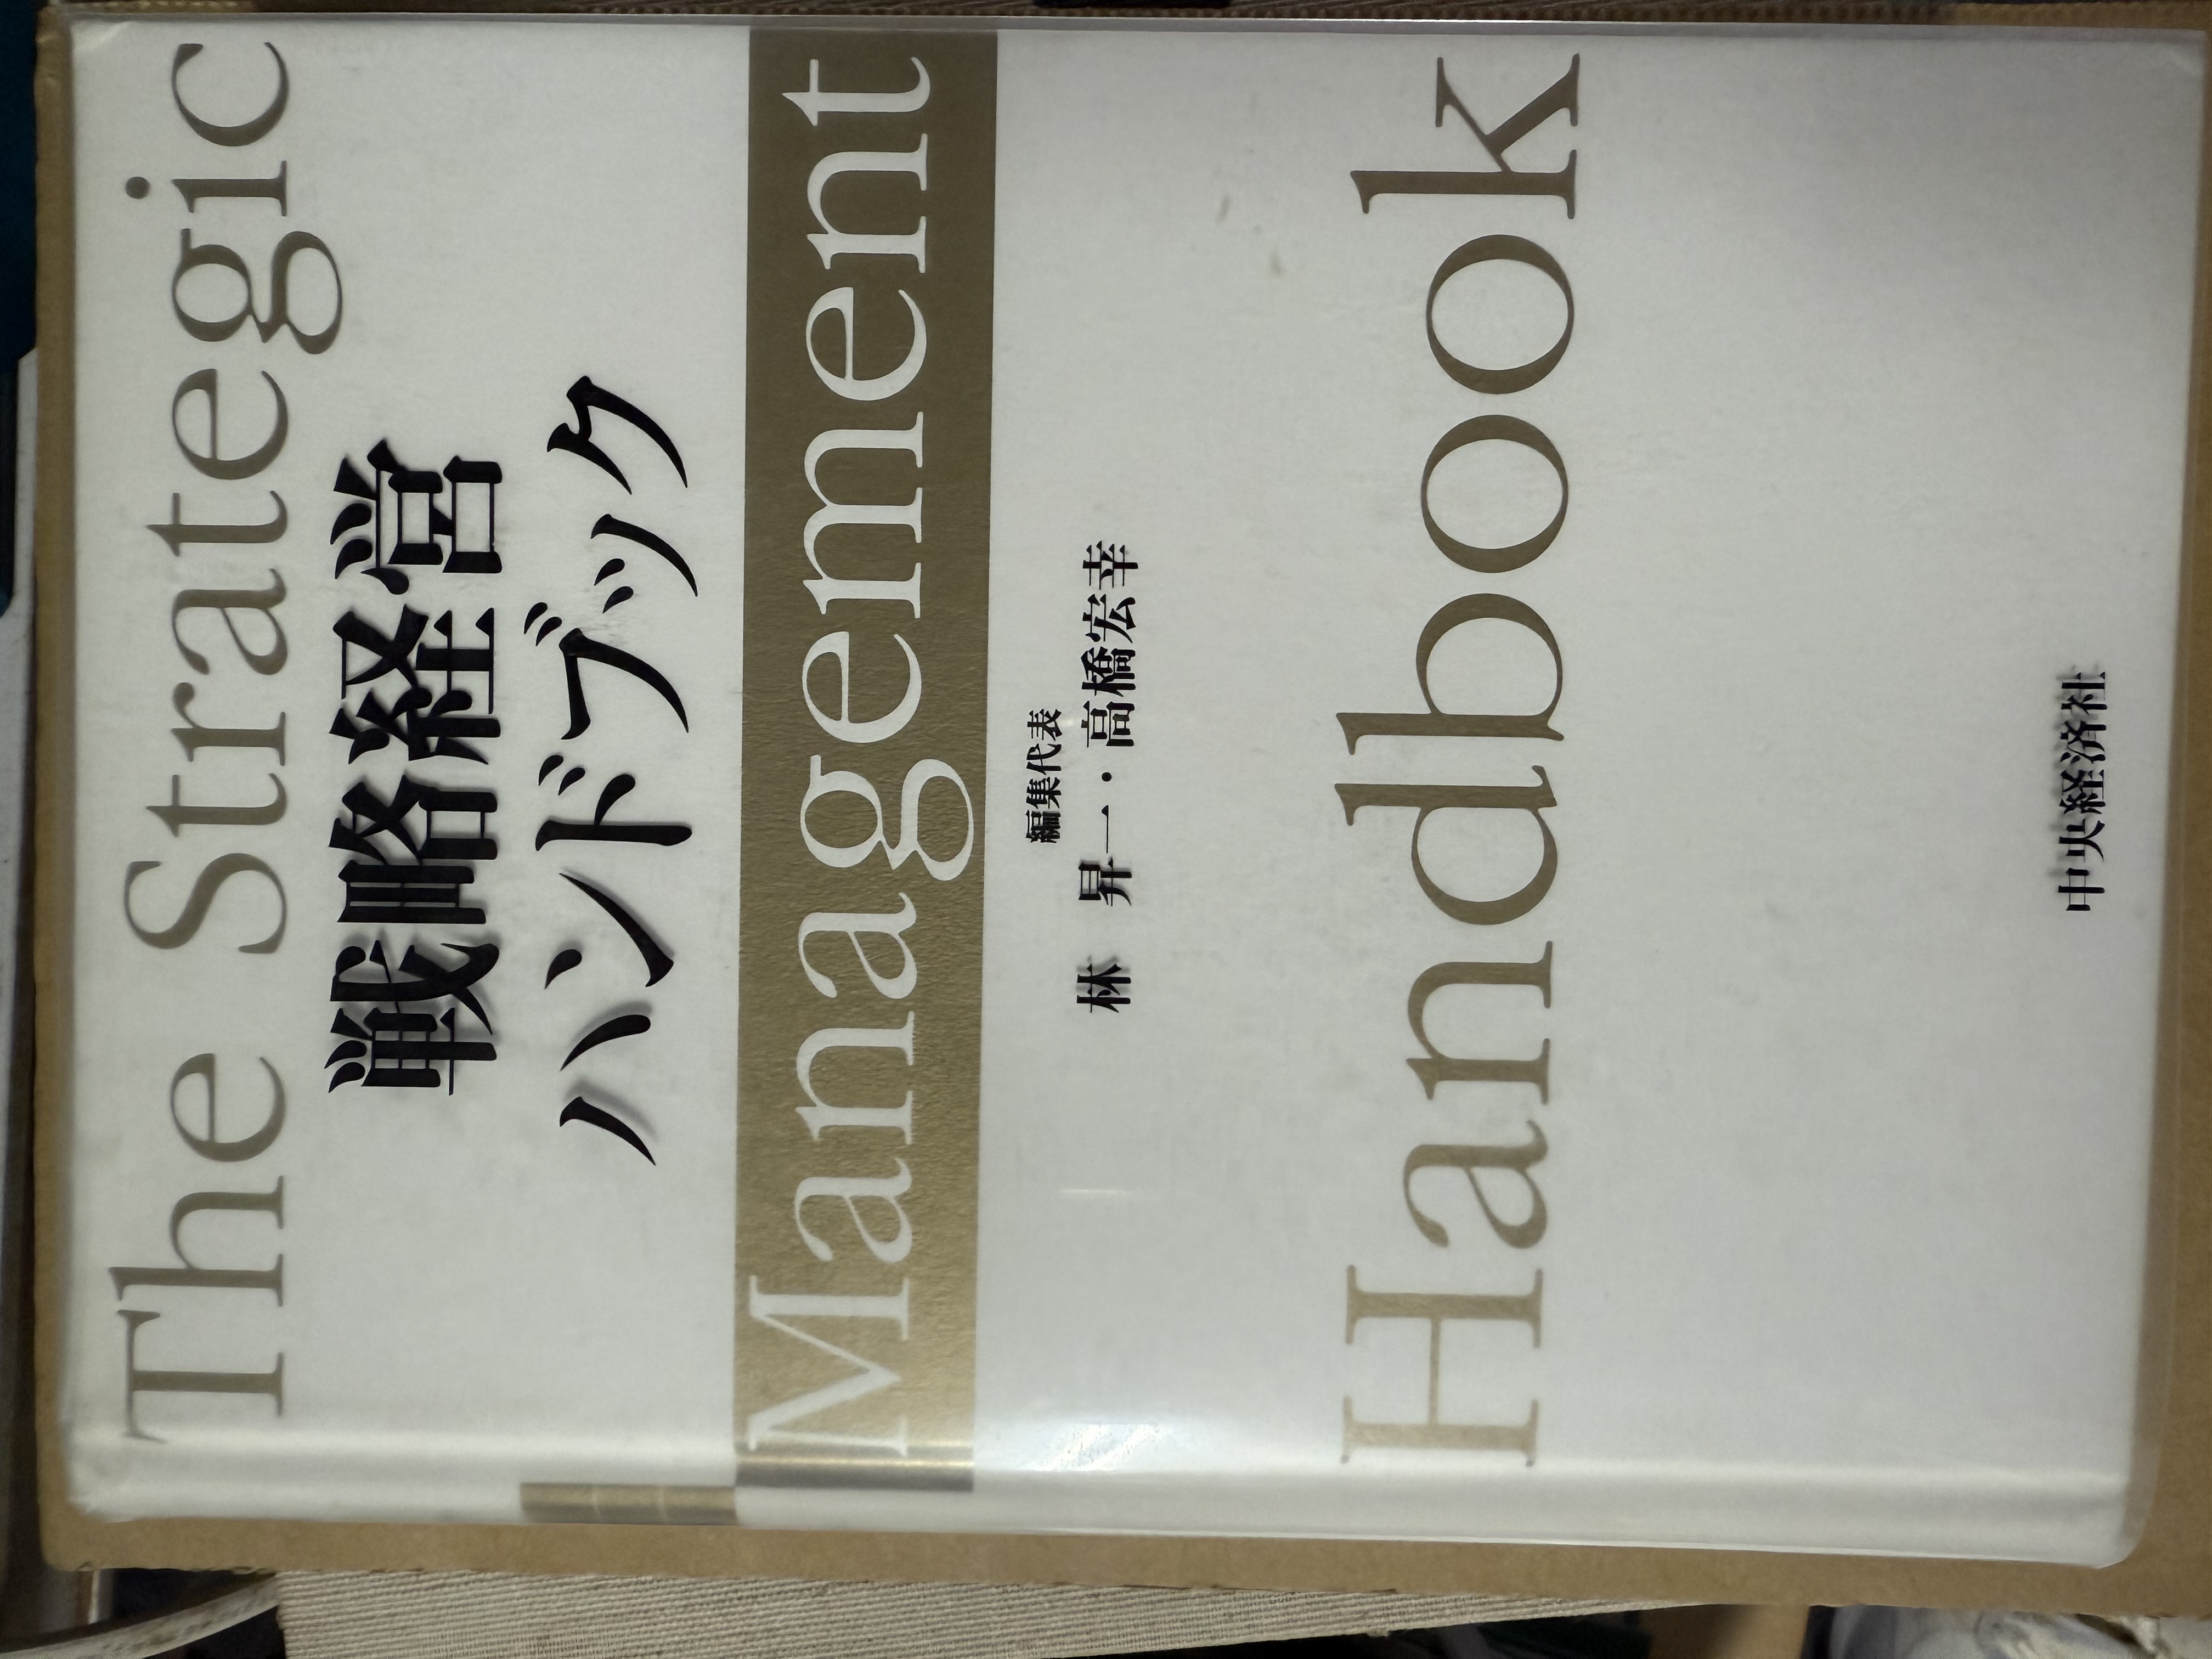 The Strategic
戦略経営
ハンドブック
Management
編集代表
林 昇一・高橋宏幸
Handbook
中央経済社